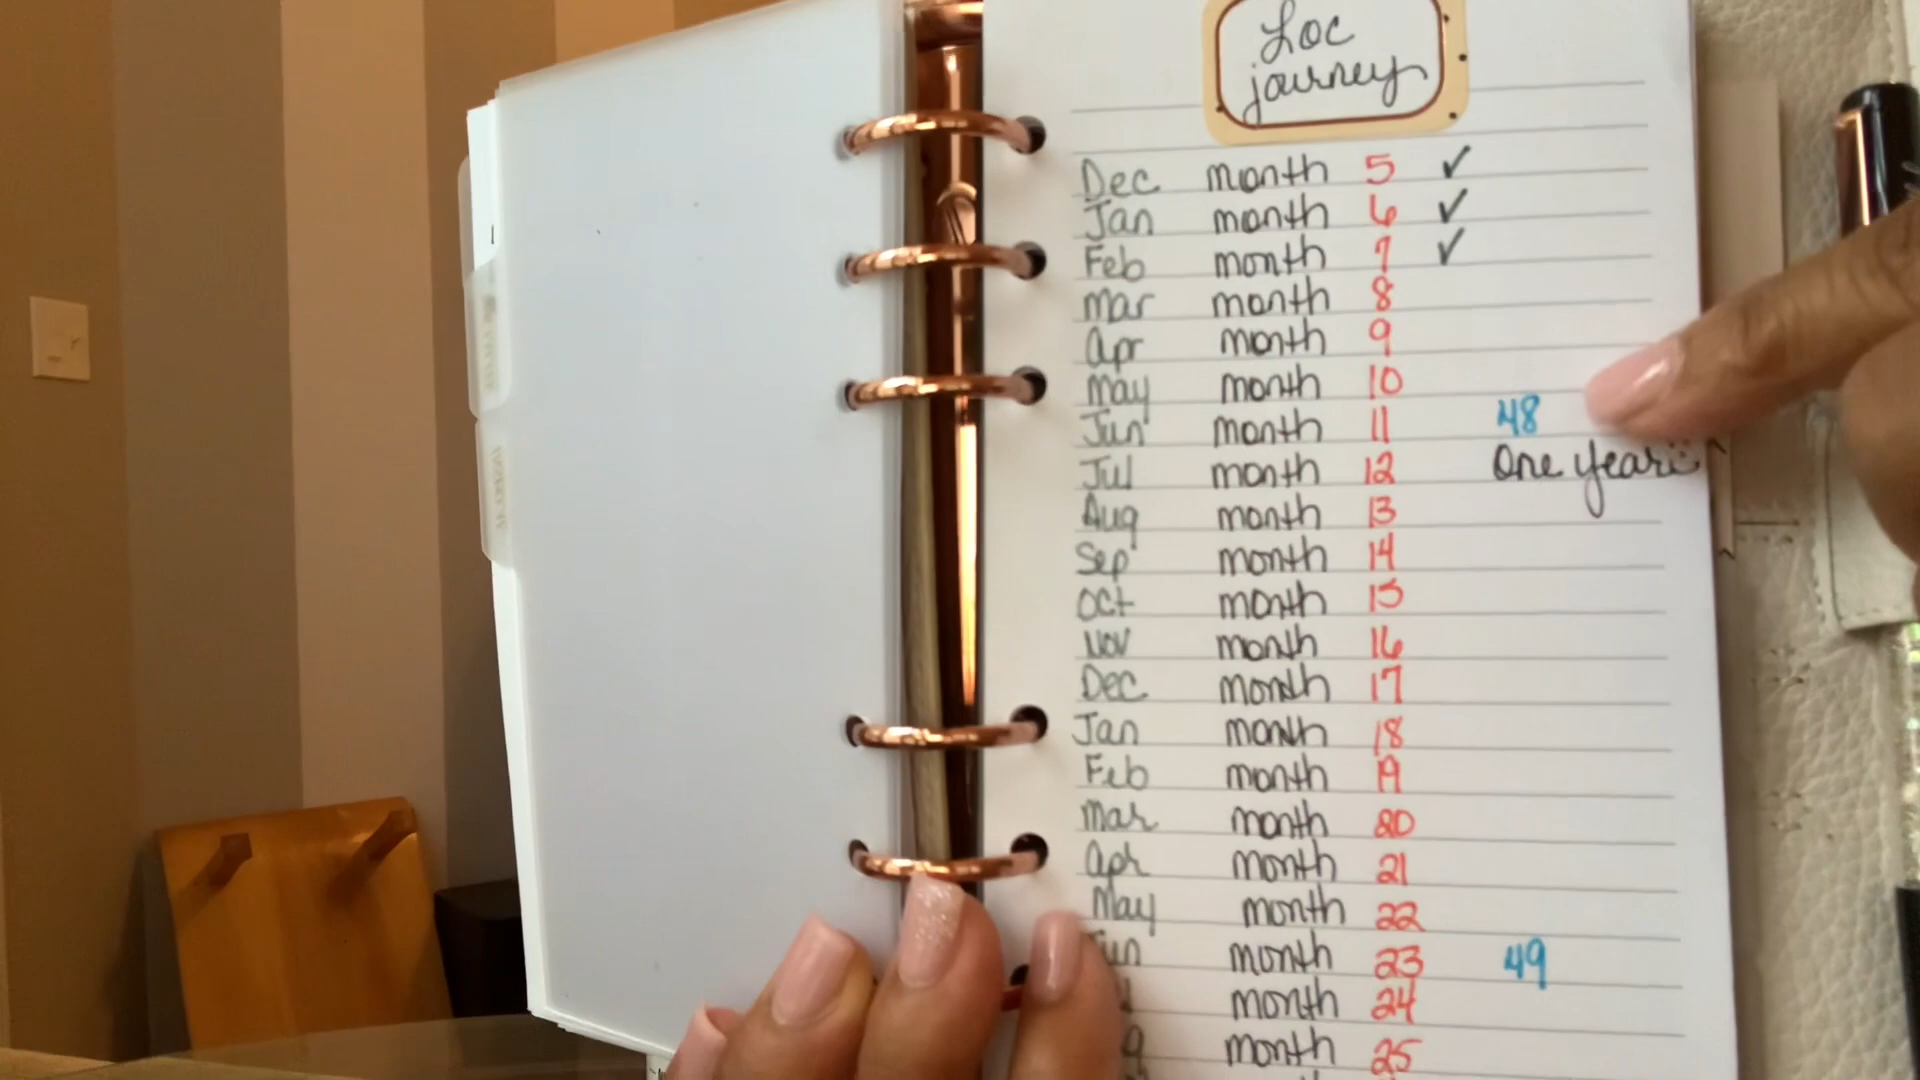 Loc
journey
Dec month 5 ✓
Jan month 6 ✓
Feb month 7 ✓
Mar month 8
Apr month 9
May month 10
Jun month 11 48
Jul month 12 One year
Aug month 13
Sep month 14
Oct month 15
Nov month 16
Dec month 17
Jan month 18
Feb month 19
Mar month 20
Apr month 21
May month 22
Jun month 23 49
month 24
month 25